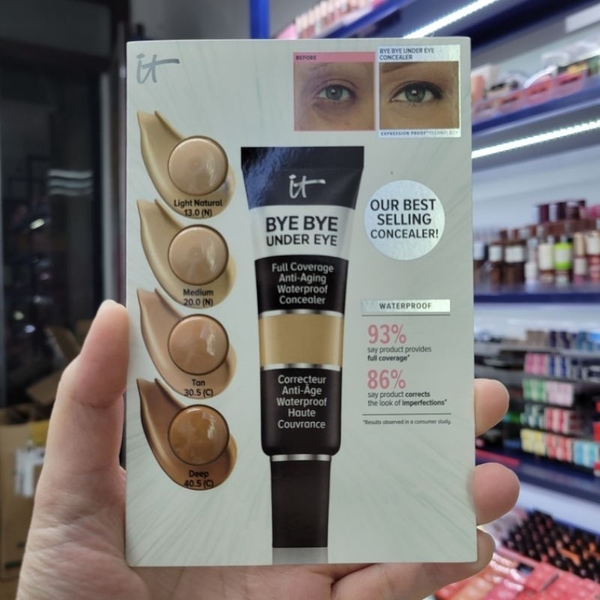 it
BEFORE
BYE BYE UNDER EYE
CONCEALER
EXPRESSION PROOF TECHNOLOGY
Light Natural
13.0 (N)
Medium
20.0 (N)
Tan
30.5 (C)
Deep
40.5 (C)
it
BYE BYE
UNDER EYE
Full Coverage
Anti-Aging
Waterproof
Concealer
Correcteur
Anti-Âge
Waterproof
Haute
Couvrance
OUR BEST
SELLING
CONCEALER!
WATERPROOF
93%
say product provides
full coverage*
86%
say product corrects
the look of imperfections*
*Results observed in a consumer study.